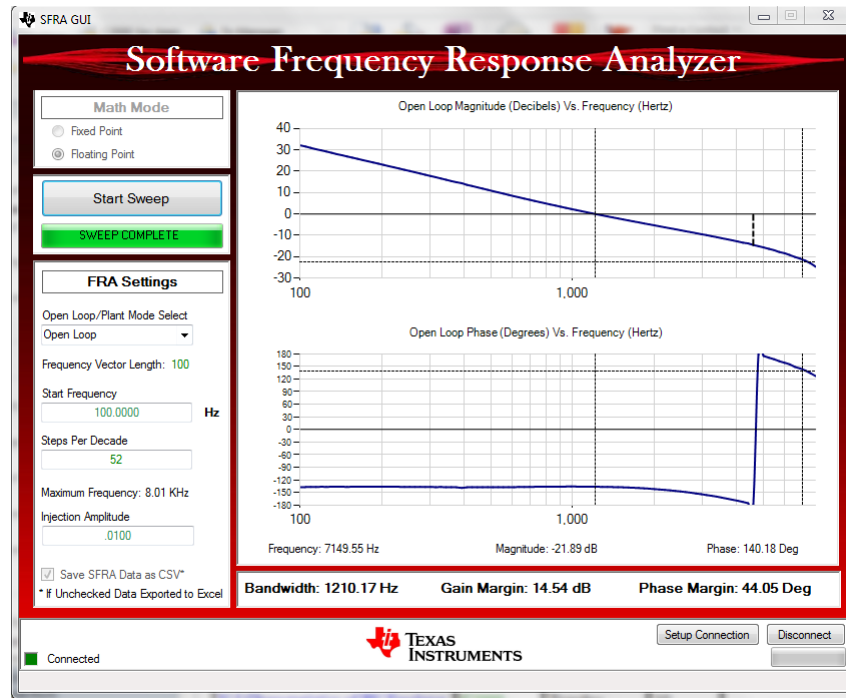 SFRA GUI
Software Frequency Response Analyzer
Math Mode
Fixed Point
Floating Point
Start Sweep
SWEEP COMPLETE
FRA Settings
Open Loop/Plant Mode Select
Open Loop
Frequency Vector Length: 100
Start Frequency
100.0000 Hz
Steps Per Decade
52
Maximum Frequency: 8.01 KHz
Injection Amplitude
.0100
Save SFRA Data as CSV*
* If Unchecked Data Exported to Excel
Open Loop Magnitude (Decibels) Vs. Frequency (Hertz)
40
30
20
10
0
-10
-20
-30
100 1,000
Open Loop Phase (Degrees) Vs. Frequency (Hertz)
180
150
120
90
60
30
0
-30
-60
-90
-120
-150
-180
100 1,000
Frequency: 7149.55 Hz Magnitude: -21.89 dB Phase: 140.18 Deg
Bandwidth: 1210.17 Hz Gain Margin: 14.54 dB Phase Margin: 44.05 Deg
Connected
TEXAS
INSTRUMENTS
Setup Connection Disconnect